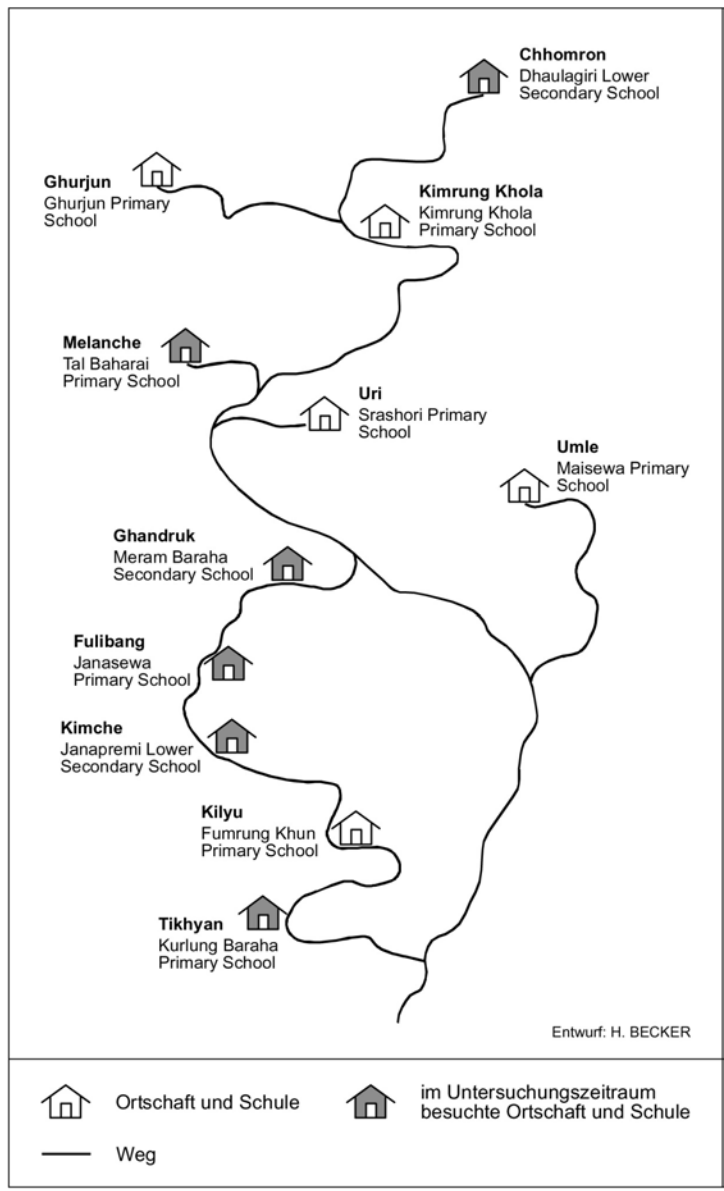 Chhomron
Dhaulagiri Lower
Secondary School
Ghurjun
Ghurjun Primary
School
Kimrung Khola
Kimrung Khola
Primary School
Melanche
Tal Baharai
Primary School
Uri
Srashori Primary
School
Umle
Maisewa Primary
School
Ghandruk
Meram Baraha
Secondary School
Fulibang
Janasewa
Primary School
Kimche
Janapremi Lower
Secondary School
Kilyu
Fumrung Khun
Primary School
Tikhyan
Kurlung Baraha
Primary School
Entwurf: H. BECKER
Ortschaft und Schule
im Untersuchungszeitraum
besuchte Ortschaft und Schule
Weg